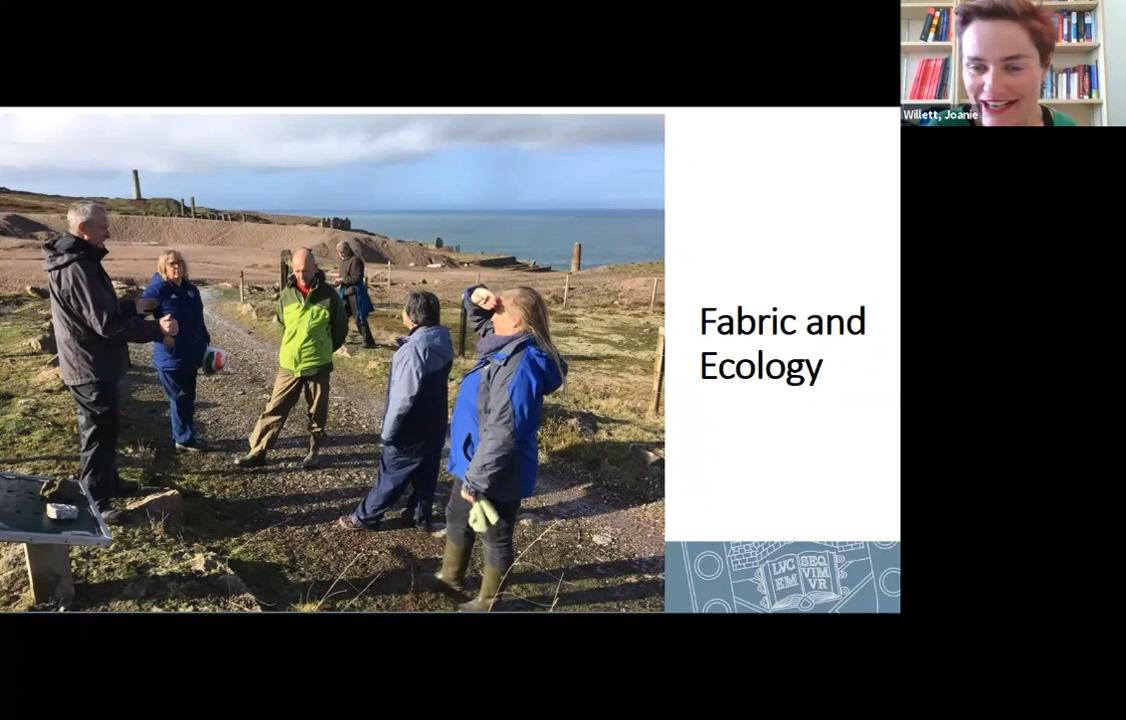 Willett, Joanie
Fabric and
Ecology
LVC
EM
SEQ
VIM
VR